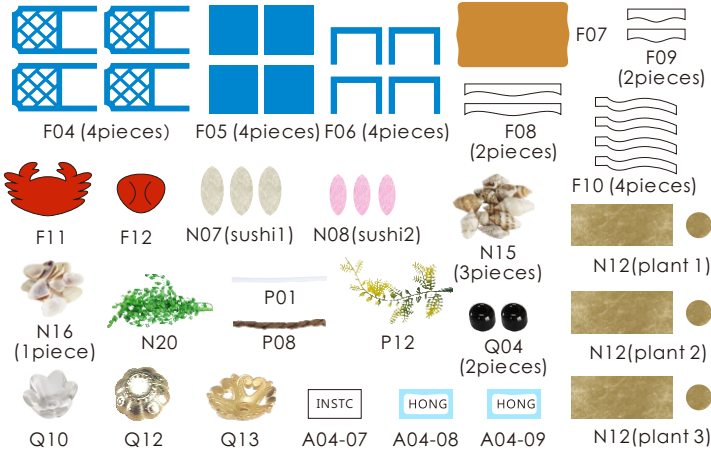 F04 (4pieces)
F05 (4pieces)
F06 (4pieces)
F07
F08
(2pieces)
F09
(2pieces)
F10 (4pieces)
F11
F12
N07(sushi1)
N08(sushi2)
N15
(3pieces)
N12(plant 1)
N16
(1piece)
N20
P01
P08
P12
Q04
(2pieces)
N12(plant 2)
Q10
Q12
Q13
INSTC
A04-07
HONG
A04-08
HONG
A04-09
N12(plant 3)